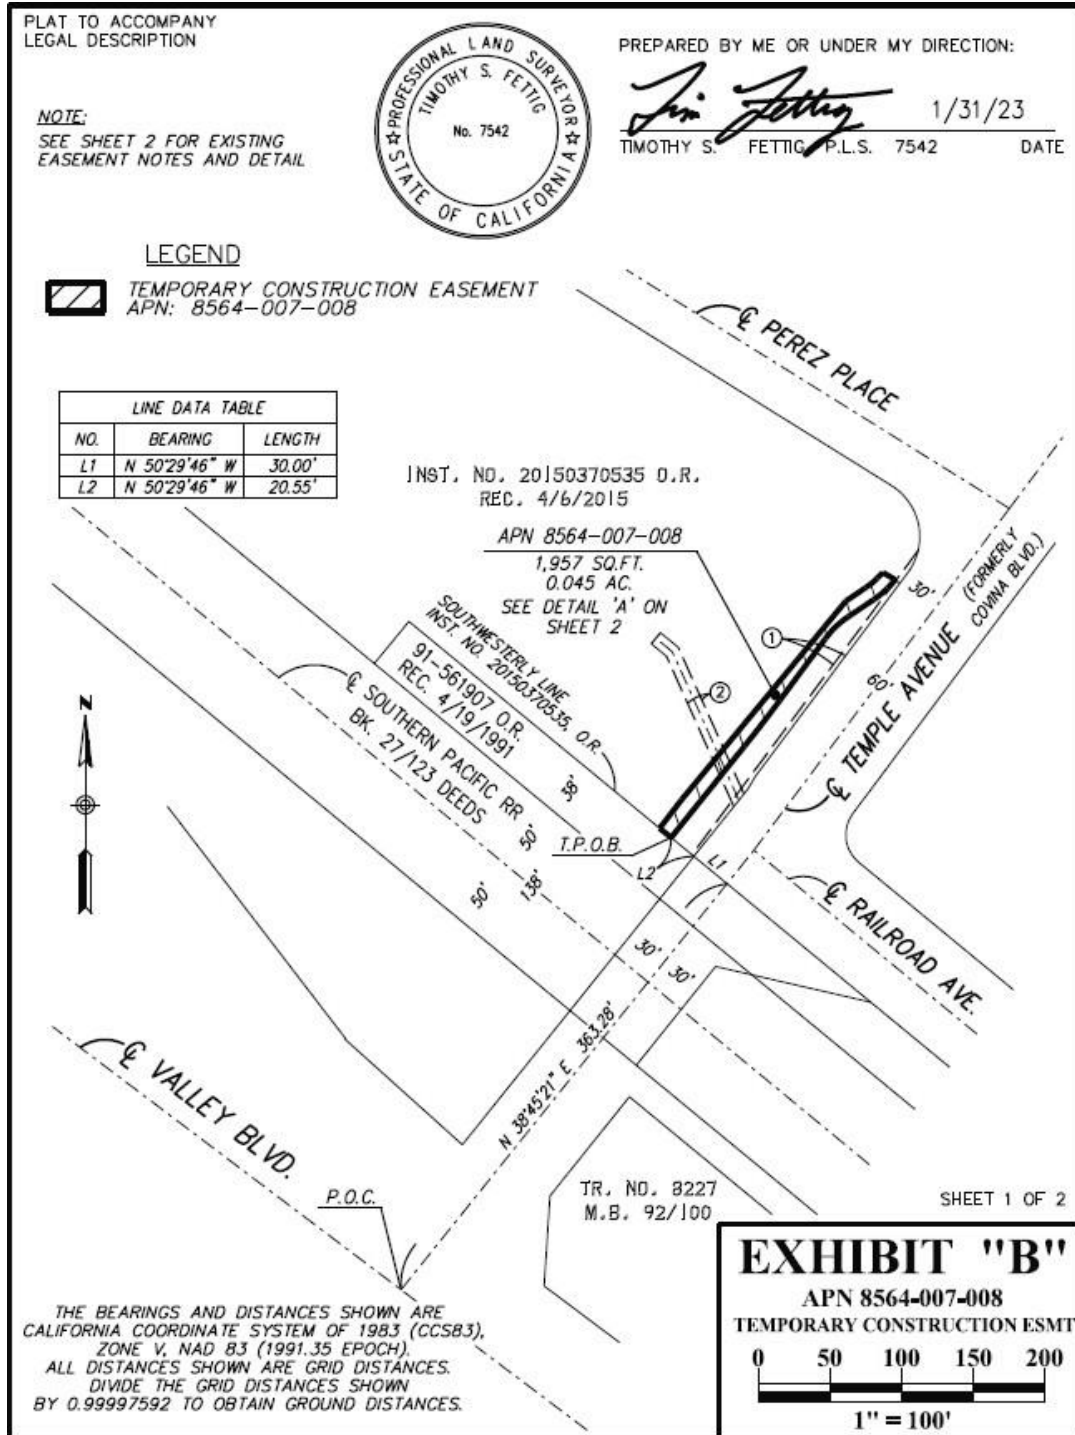 PLAT TO ACCOMPANY
LEGAL DESCRIPTION
NOTE:
SEE SHEET 2 FOR EXISTING
EASEMENT NOTES AND DETAIL
PROFESSIONAL LAND SURVEYOR
TIMOTHY S. FETTIG
No. 7542
STATE OF CALIFORNIA
PREPARED BY ME OR UNDER MY DIRECTION:
Tim Fettig 1/31/23
TIMOTHY S. FETTIG P.L.S. 7542 DATE
LEGEND
TEMPORARY CONSTRUCTION EASEMENT
APN: 8564-007-008
LINE DATA TABLE
NO. BEARING LENGTH
L1 N 50°29'46" W 30.00'
L2 N 50°29'46" W 20.55'
℄ PEREZ PLACE
INST. NO. 20150370535 O.R.
REC. 4/6/2015
APN 8564-007-008
1,957 SQ.FT.
0.045 AC.
SEE DETAIL 'A' ON
SHEET 2
30'
(FORMERLY
COVINA BLVD.)
℄ TEMPLE AVENUE
60'
1
2
SOUTHWESTERLY LINE
INST. NO. 20150370535, O.R.
91-561907 O.R.
REC. 4/19/1991
℄ SOUTHERN PACIFIC RR
BK. 27/123 DEEDS
38'
50'
138'
50'
N
T.P.O.B.
L2
L1
℄ RAILROAD AVE.
30'
30'
N 38°45'21" E 363.28'
℄ VALLEY BLVD.
P.O.C.
TR. NO. 8227
M.B. 92/100
SHEET 1 OF 2
THE BEARINGS AND DISTANCES SHOWN ARE
CALIFORNIA COORDINATE SYSTEM OF 1983 (CCS83),
ZONE V, NAD 83 (1991.35 EPOCH).
ALL DISTANCES SHOWN ARE GRID DISTANCES.
DIVIDE THE GRID DISTANCES SHOWN
BY 0.99997592 TO OBTAIN GROUND DISTANCES.
EXHIBIT "B"
APN 8564-007-008
TEMPORARY CONSTRUCTION ESMT
0 50 100 150 200
1" = 100'